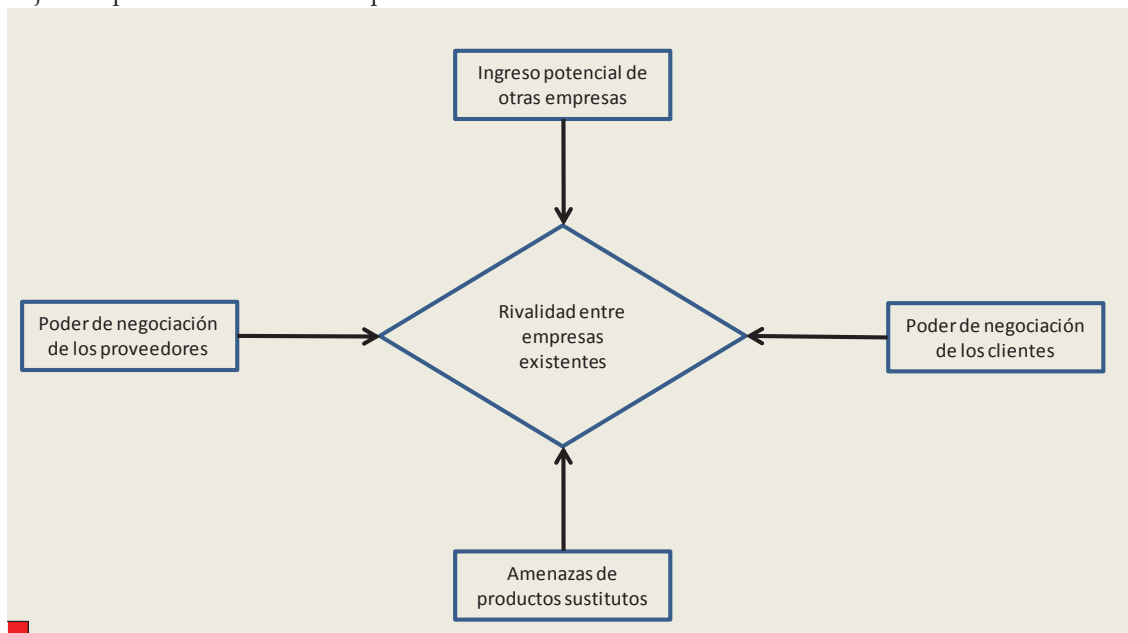 Ingreso potencial de
otras empresas
Poder de negociación
de los proveedores
Rivalidad entre
empresas
existentes
Poder de negociación
de los clientes
Amenazas de
productos sustitutos